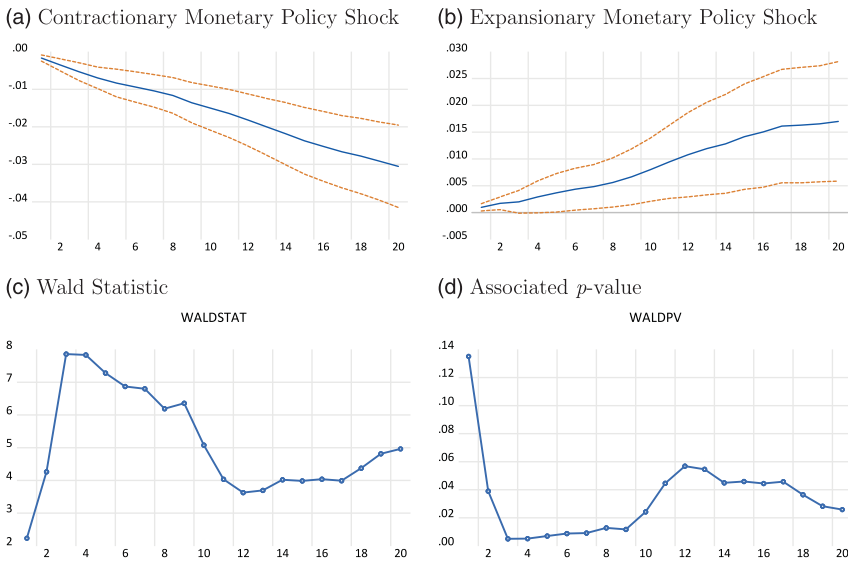 (a) Contractionary Monetary Policy Shock
.00
-.01
-.02
-.03
-.04
-.05
2 4 6 8 10 12 14 16 18 20
(b) Expansionary Monetary Policy Shock
.030
.025
.020
.015
.010
.005
.000
-.005
2 4 6 8 10 12 14 16 18 20
(c) Wald Statistic
WALDSTAT
8
7
6
5
4
3
2
2 4 6 8 10 12 14 16 18 20
(d) Associated p-value
WALDPV
.14
.12
.10
.08
.06
.04
.02
.00
2 4 6 8 10 12 14 16 18 20